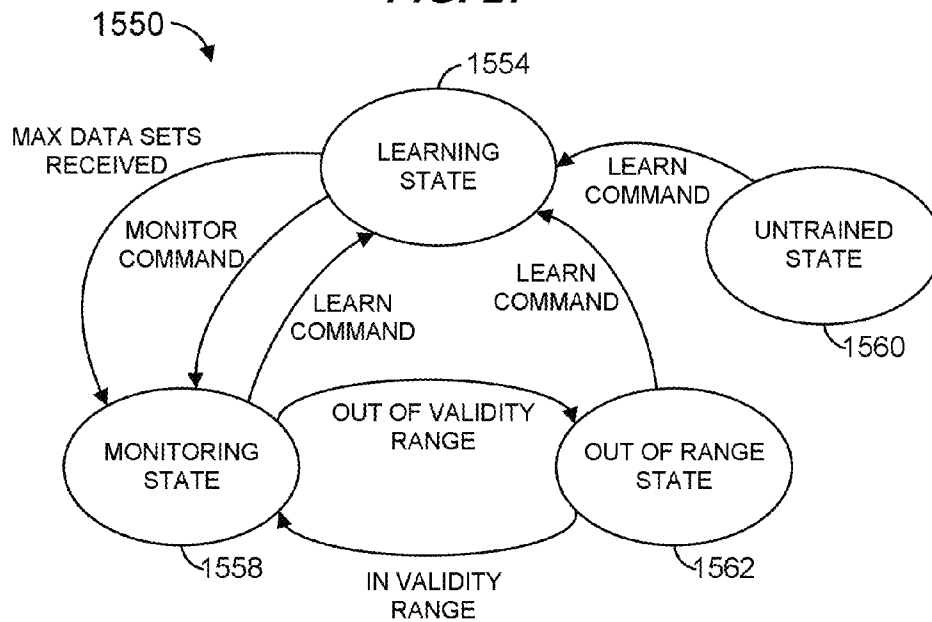 1550
1554
MAX DATA SETS
RECEIVED
LEARNING
STATE
LEARN
COMMAND
MONITOR
COMMAND
UNTRAINED
STATE
LEARN
COMMAND
LEARN
COMMAND
1560
OUT OF VALIDITY
RANGE
MONITORING
STATE
OUT OF RANGE
STATE
1558
1562
IN VALIDITY
RANGE